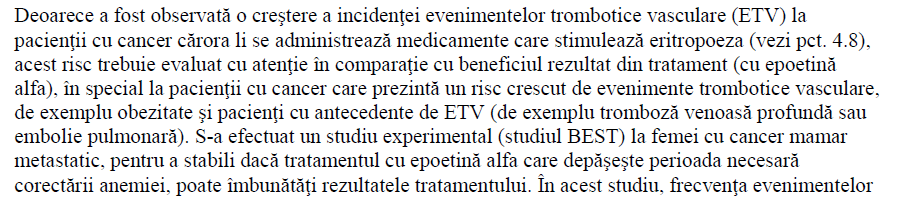 Deoarece a fost observată o creştere a incidenţei evenimentelor trombotice vasculare (ETV) la
pacienţii cu cancer cărora li se administrează medicamente care stimulează eritropoeza (vezi pct. 4.8),
acest risc trebuie evaluat cu atenţie în comparaţie cu beneficiul rezultat din tratament (cu epoetină
alfa), în special la pacienţii cu cancer care prezintă un risc crescut de evenimente trombotice vasculare,
de exemplu obezitate şi pacienţi cu antecedente de ETV (de exemplu tromboză venoasă profundă sau
embolie pulmonară). S-a efectuat un studiu experimental (studiul BEST) la femei cu cancer mamar
metastatic, pentru a stabili dacă tratamentul cu epoetină alfa care depăşeşte perioada necesară
corectării anemiei, poate îmbunătăţi rezultatele tratamentului. În acest studiu, frecvenţa evenimentelor